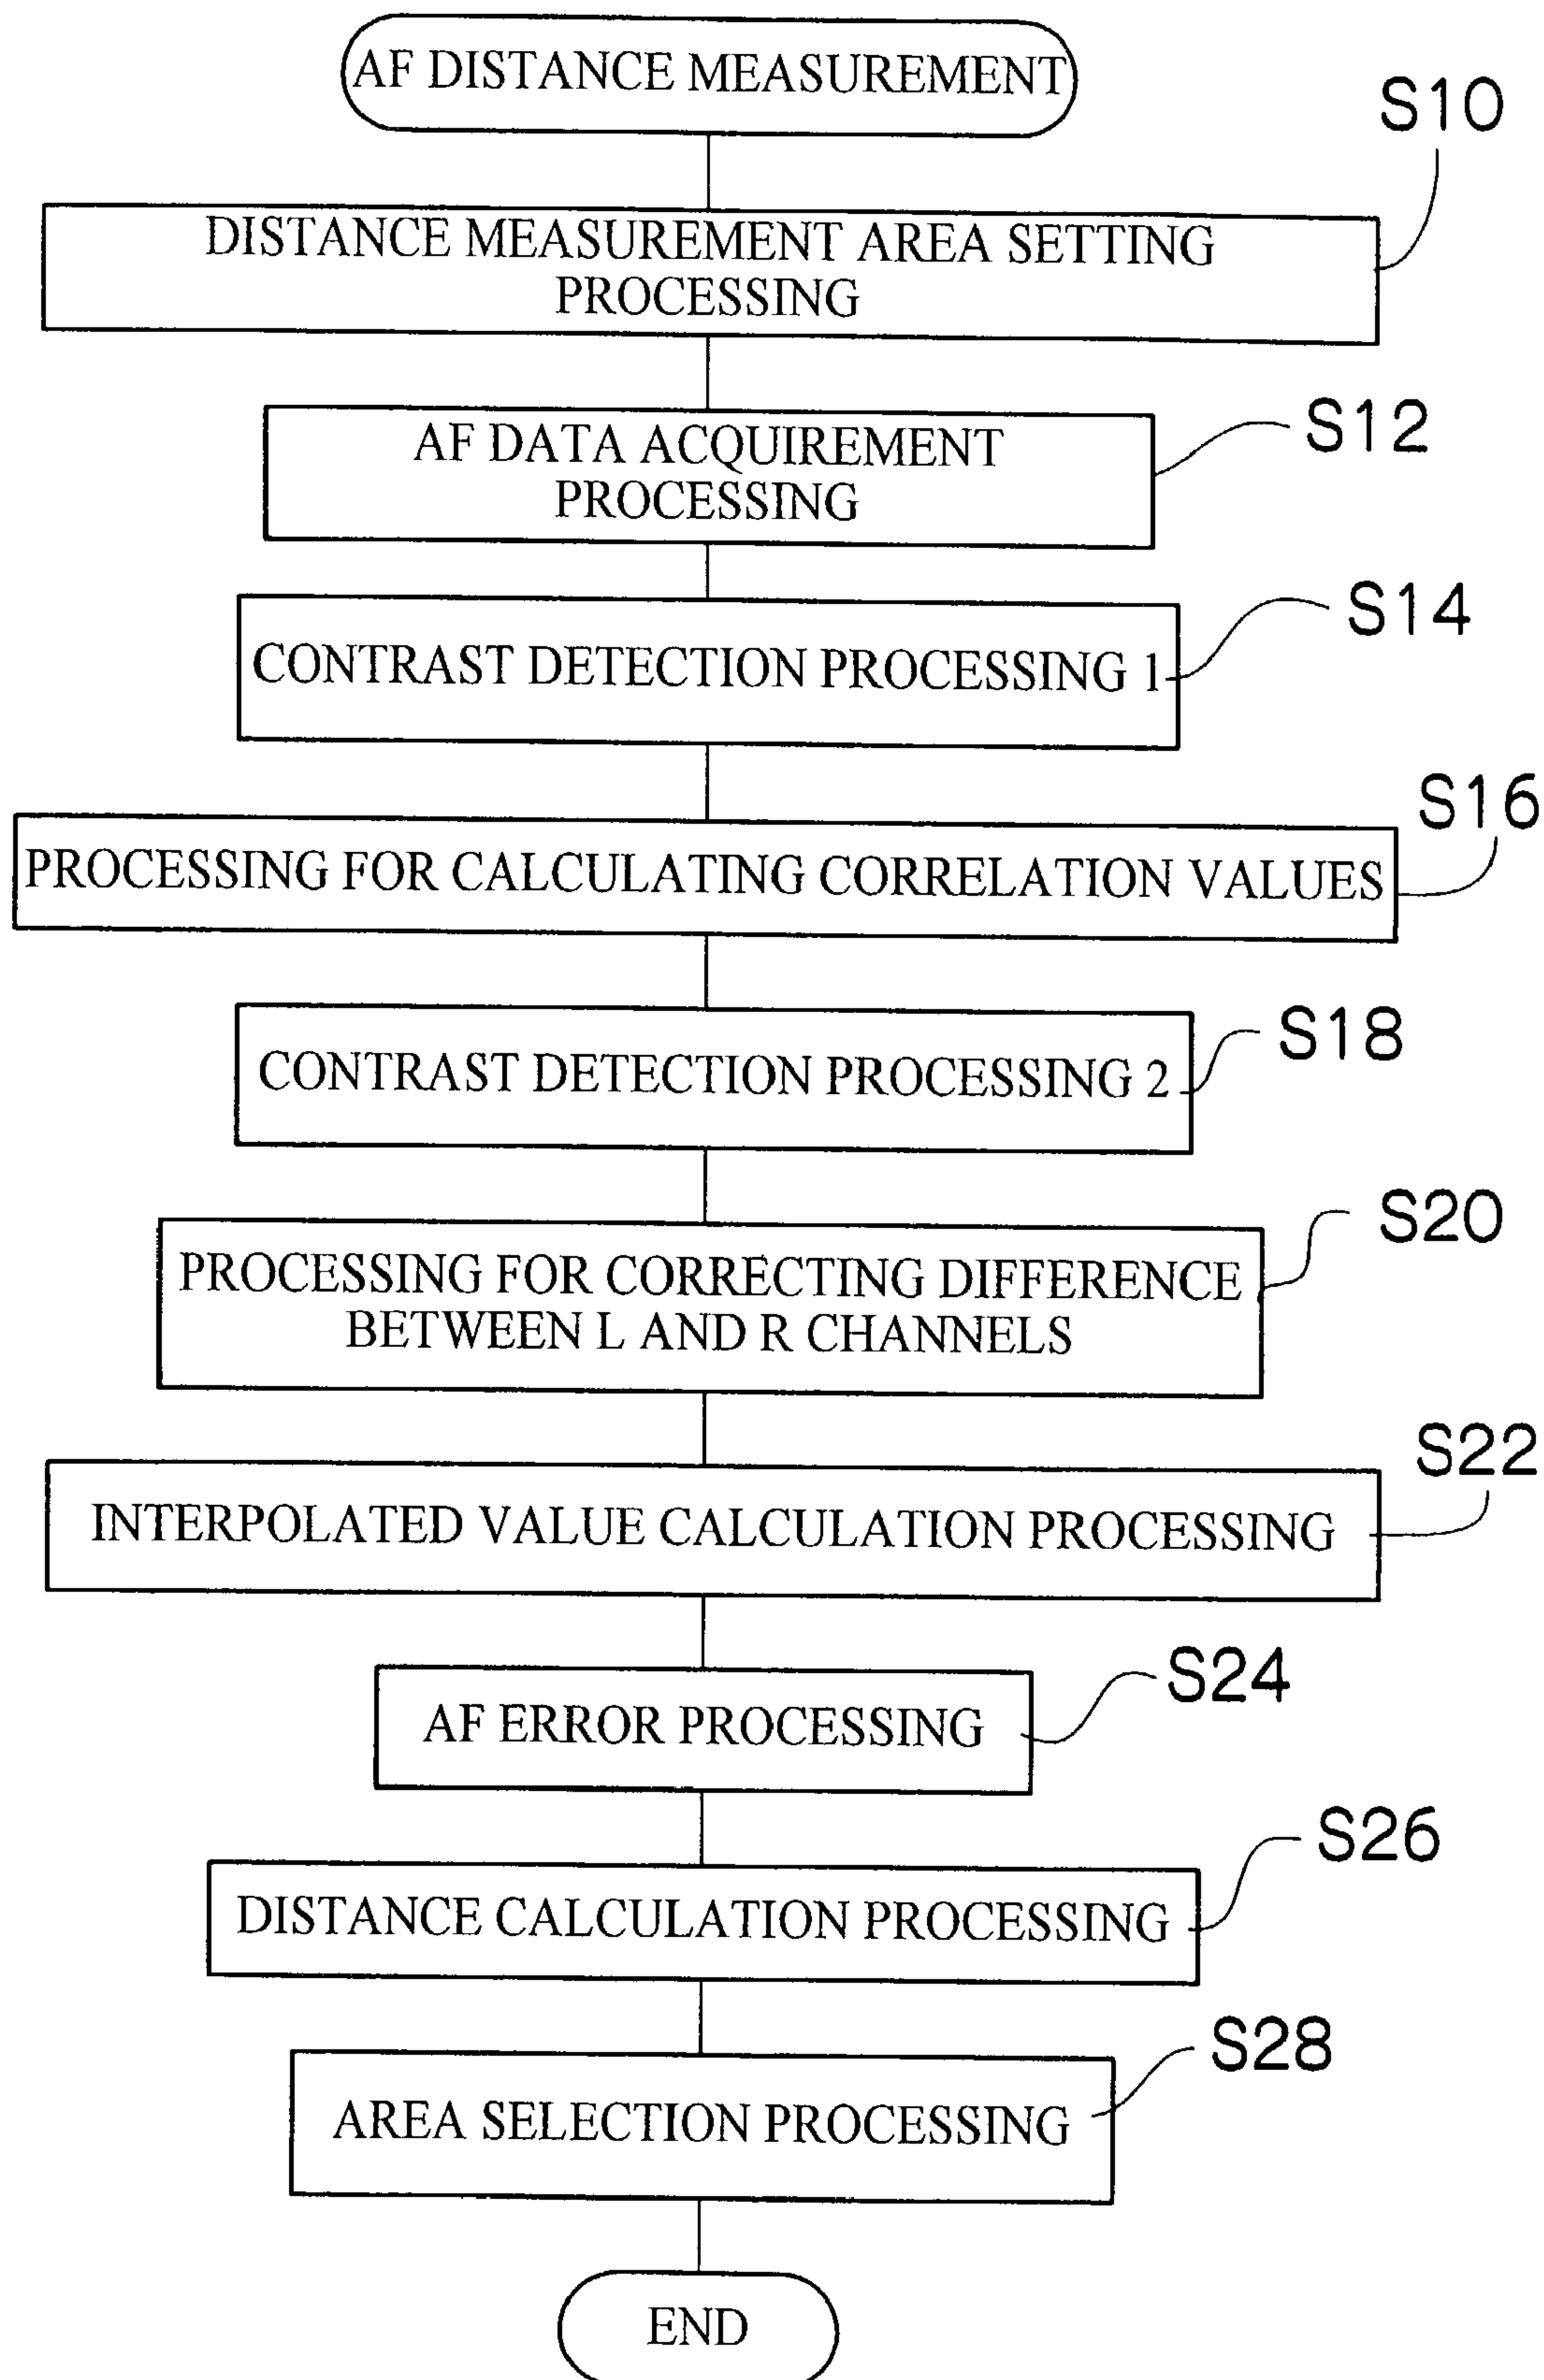 AF DISTANCE MEASUREMENT
S10
DISTANCE MEASUREMENT AREA SETTING
PROCESSING
S12
AF DATA ACQUIREMENT
PROCESSING
S14
CONTRAST DETECTION PROCESSING 1
S16
PROCESSING FOR CALCULATING CORRELATION VALUES
S18
CONTRAST DETECTION PROCESSING 2
S20
PROCESSING FOR CORRECTING DIFFERENCE
BETWEEN L AND R CHANNELS
S22
INTERPOLATED VALUE CALCULATION PROCESSING
S24
AF ERROR PROCESSING
S26
DISTANCE CALCULATION PROCESSING
S28
AREA SELECTION PROCESSING
END